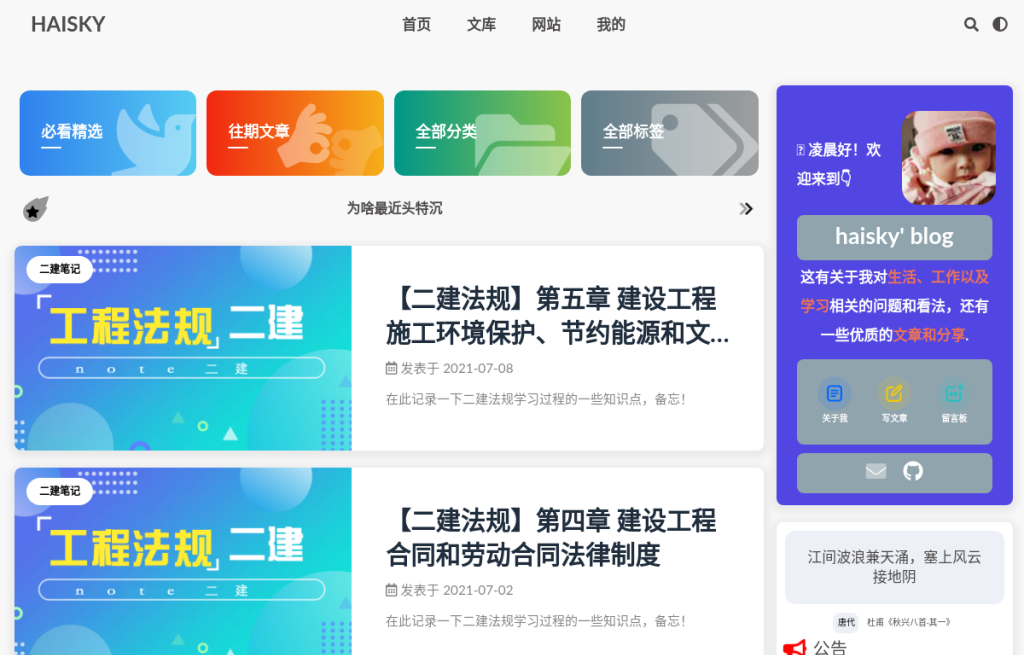 HAISKY
首页 文库 网站 我的
必看精选
往期文章
全部分类
全部标签
为啥最近头特沉
二建笔记
工程法规 二建
note 二建
【二建法规】第五章 建设工程
施工环境保护、节约能源和文...
发表于 2021-07-08
在此记录一下二建法规学习过程的一些知识点，备忘！
二建笔记
工程法规 二建
note 二建
【二建法规】第四章 建设工程
合同和劳动合同法律制度
发表于 2021-07-02
在此记录一下二建法规学习过程的一些知识点，备忘！
凌晨好！欢
迎来到👇
haisky' blog
这有关于我对生活、工作以及
学习相关的问题和看法，还有
一些优质的文章和分享.
关于我 写文章 留言板
江间波浪兼天涌，塞上风云
接地阴
唐代 杜甫《秋兴八首·其一》
公告